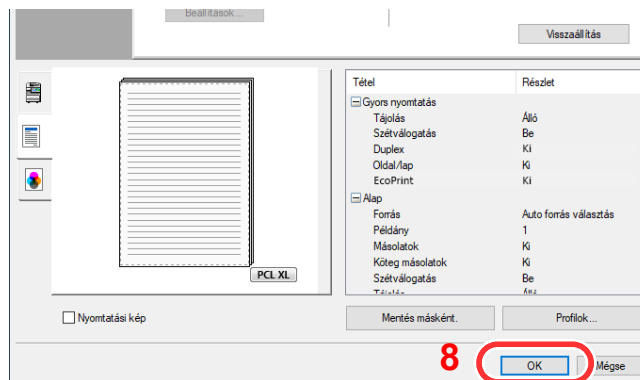 Beállítások...
Visszaállítás
Tétel Részlet
Gyors nyomtatás
Tájolás Álló
Szétválogatás Be
Duplex Ki
Oldal/lap Ki
EcoPrint Ki
Alap
Forrás Auto forrás választás
Példány 1
Másolatok Ki
Köteg másolatok Ki
Szétválogatás Be
Tájolás Álló
PCL XL
Nyomtatási kép
Mentés másként.
Profilok...
8
OK
Mégse